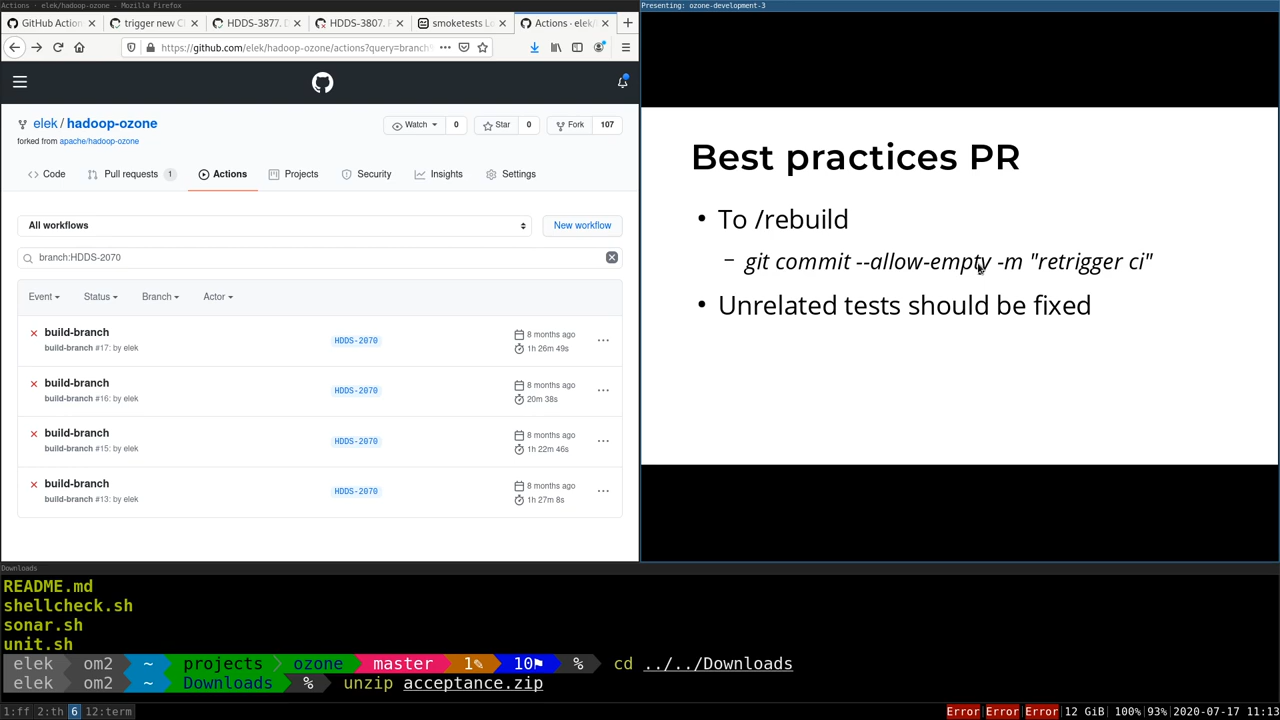 Actions · elek/hadoop-ozone - Mozilla Firefox
GitHub Action
trigger new CI
HDDS-3877. D
HDDS-3807. P
smoketests Lo
Actions · elek/
https://github.com/elek/hadoop-ozone/actions?query=branch
elek / hadoop-ozone
forked from apache/hadoop-ozone
Watch 0
Star 0
Fork 107
Code
Pull requests 1
Actions
Projects
Security
Insights
Settings
All workflows
New workflow
branch:HDDS-2070
Event
Status
Branch
Actor
build-branch
build-branch #17: by elek
HDDS-2070
8 months ago
1h 26m 49s
build-branch
build-branch #16: by elek
HDDS-2070
8 months ago
20m 38s
build-branch
build-branch #15: by elek
HDDS-2070
8 months ago
1h 22m 46s
build-branch
build-branch #13: by elek
HDDS-2070
8 months ago
1h 27m 8s
Presenting: ozone-development-3
Best practices PR
• To /rebuild
– git commit --allow-empty -m "retrigger ci"
• Unrelated tests should be fixed
Downloads
README.md
shellcheck.sh
sonar.sh
unit.sh
elek om2 ~ projects ozone master 1✎ 10⚑ % cd ../../Downloads
elek om2 ~ Downloads % unzip acceptance.zip
1:ff 2:th 6 12:term
Error Error Error 12 GiB 100% 93% 2020-07-17 11:13